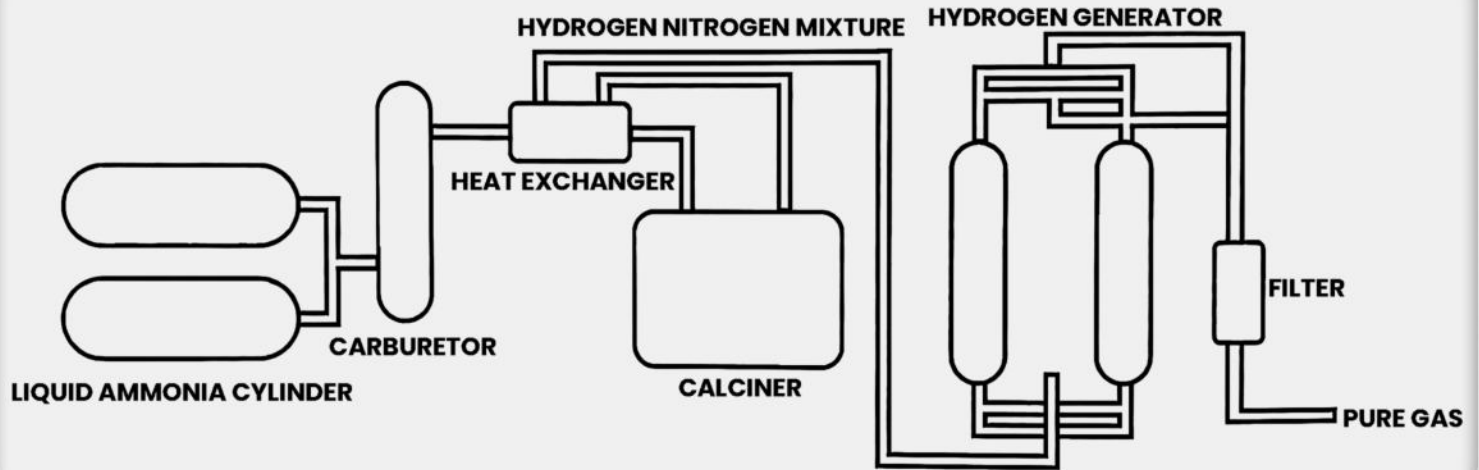 HYDROGEN NITROGEN MIXTURE
HYDROGEN GENERATOR
HEAT EXCHANGER
FILTER
CARBURETOR
CALCINER
LIQUID AMMONIA CYLINDER
PURE GAS